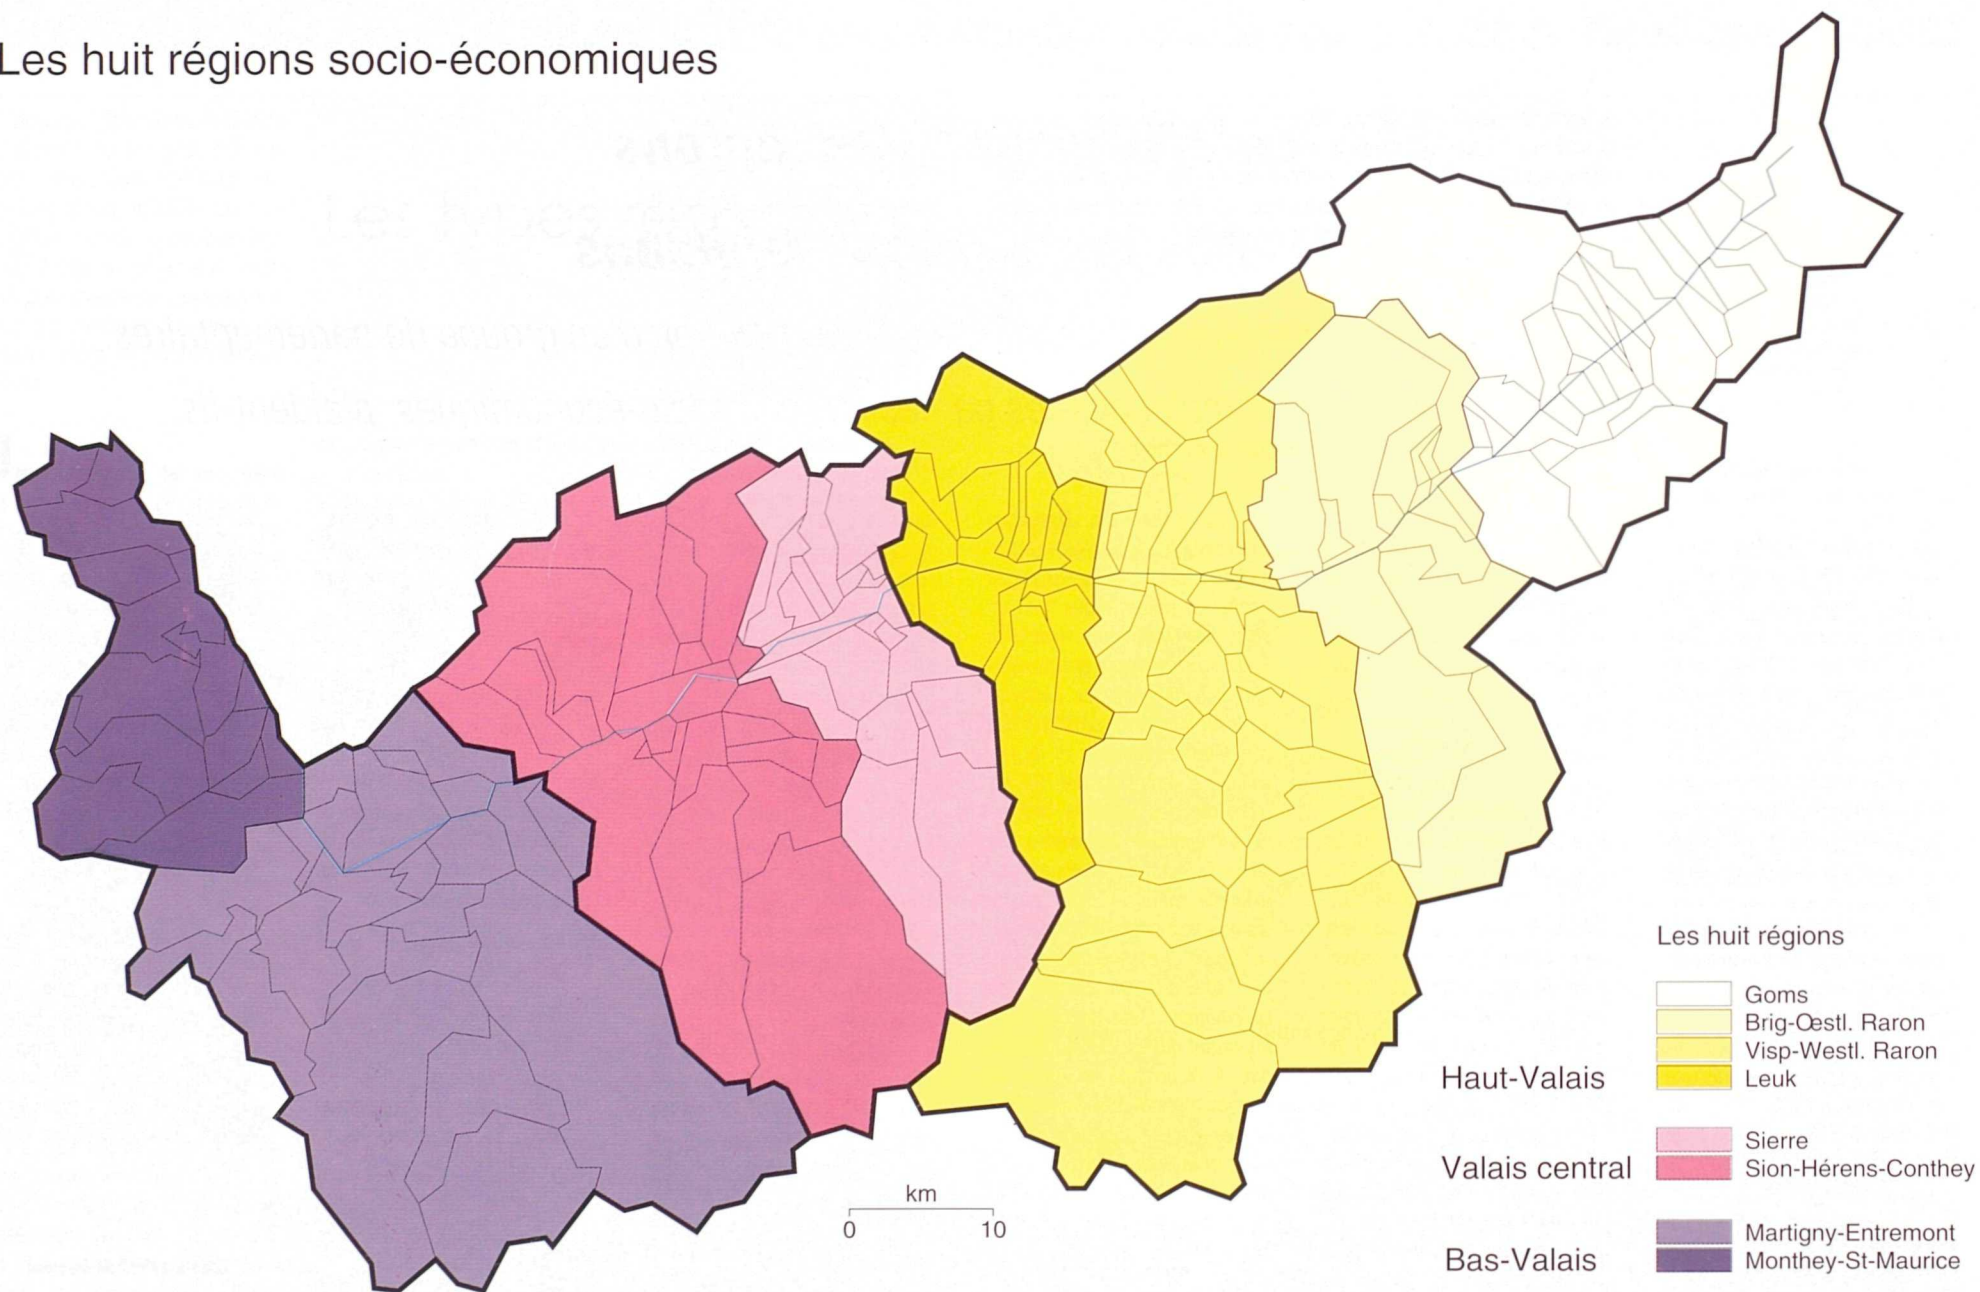 Les huit régions socio-économiques
Les huit régions
Goms
Brig-Œstl. Raron
Visp-Westl. Raron
Haut-Valais
Leuk
Sierre
Valais central
Sion-Hérens-Conthey
km
0 10
Martigny-Entremont
Bas-Valais
Monthey-St-Maurice